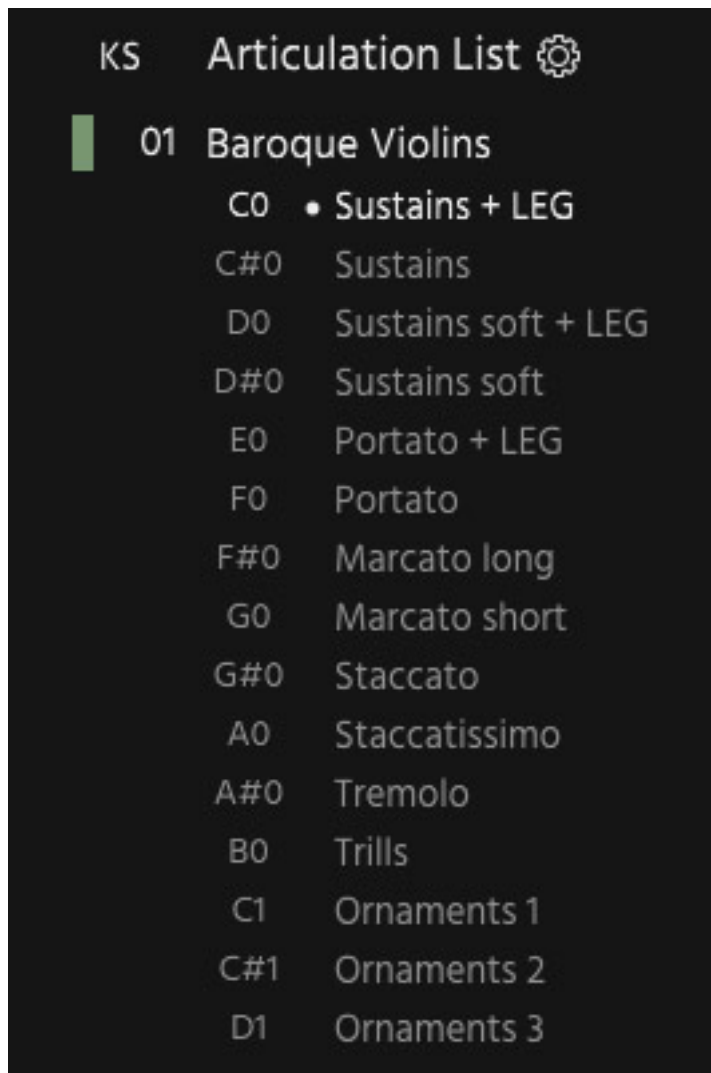 KS Articulation List
01 Baroque Violins
C0 • Sustains + LEG
C#0 Sustains
D0 Sustains soft + LEG
D#0 Sustains soft
E0 Portato + LEG
F0 Portato
F#0 Marcato long
G0 Marcato short
G#0 Staccato
A0 Staccatissimo
A#0 Tremolo
B0 Trills
C1 Ornaments 1
C#1 Ornaments 2
D1 Ornaments 3